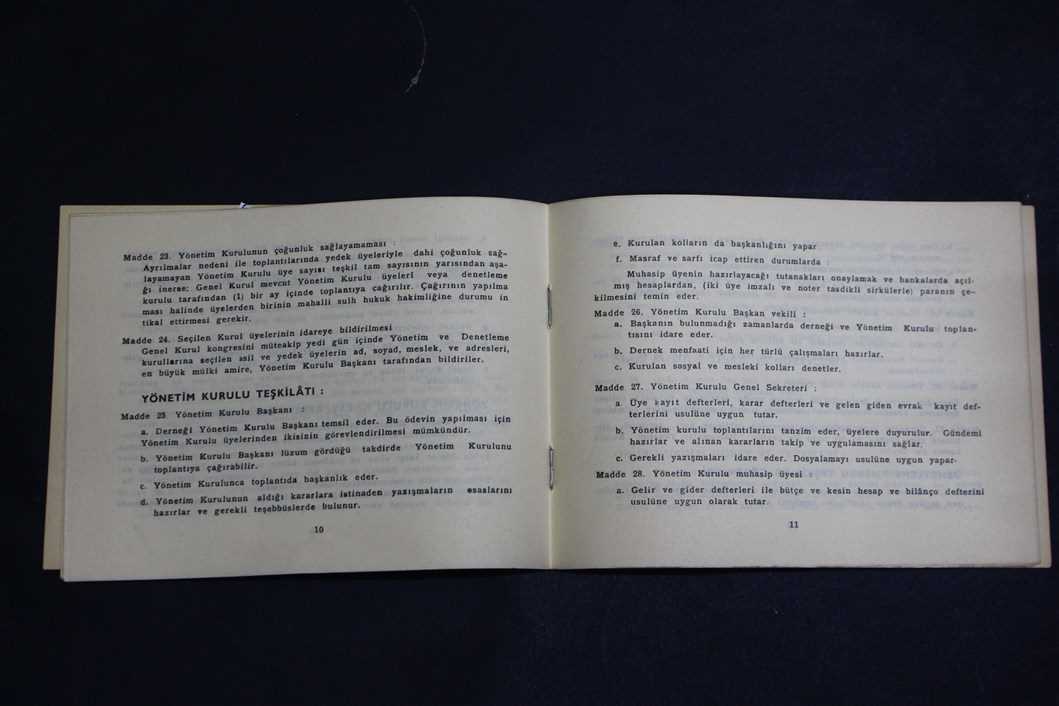 Madde 23. Yönetim Kurulunun çoğunluk sağlayamaması :
Ayrılmalar nedeni ile toplantılarında yedek üyeleriyle dahi çoğunluk sağ-
layamayan Yönetim Kurulu üye sayısı teşkil tam sayısının yarısından aşa-
ğı inerse; Genel Kurul mevcut Yönetim Kurulu üyeleri veya denetleme
kurulu tarafından (1) bir ay içinde toplantıya çağırılır. Çağırının yapılma
ması halinde üyelerden birinin mahalli sulh hukuk hakimliğine durumu in
tikal ettirmesi gerekir.
Madde 24. Seçilen Kurul üyelerinin idareye bildirilmesi
Genel Kurul kongresini müteakip yedi gün içinde Yönetim ve Denetleme
kurullarına seçilen asil ve yedek üyelerin ad, soyad, meslek, ve adresleri,
en büyük mülki amire, Yönetim Kurulu Başkanı tarafından bildirilir.
YÖNETİM KURULU TEŞKİLÂTI :
Madde 25 Yönetim Kurulu Başkanı :
a. Derneği Yönetim Kurulu Başkanı temsil eder. Bu ödevin yapılması için
Yönetim Kurulu üyelerinden ikisinin görevlendirilmesi mümkündür.
b. Yönetim Kurulu Başkanı lüzum gördüğü takdirde Yönetim Kurulunu
toplantıya çağırabilir.
c. Yönetim Kurulunca toplantıda başkanlık eder.
d. Yönetim Kurulunun aldığı kararlara istinaden yazışmaların esaslarını
hazırlar ve gerekli teşebbüslerde bulunur.
10
e. Kurulan kolların da başkanlığını yapar
f. Masraf ve sarfı icap ettiren durumlarda :
Muhasip üyenin hazırlayacağı tutanakları onaylamak ve bankalarda açıl-
mış hesaplardan, (iki üye imzalı ve noter tasdikli sirkülerle) paranın çe-
kilmesini temin eder.
Madde 26. Yönetim Kurulu Başkan vekili :
a. Başkanın bulunmadığı zamanlarda derneği ve Yönetim Kurulu toplan-
tısını idare eder.
b. Dernek menfaati için her türlü çalışmaları hazırlar.
c. Kurulan sosyal ve mesleki kolları denetler.
Madde 27. Yönetim Kurulu Genel Sekreteri :
a. Üye kayıt defterleri, karar defterleri ve gelen giden evrak kayıt def-
terlerini usulüne uygun tutar.
b. Yönetim kurulu toplantılarını tanzim eder, üyelere duyurulur. Gündemi
hazırlar ve alınan kararların takip ve uygulamasını sağlar
c. Gerekli yazışmaları idare eder. Dosyalamayı usulüne uygun yapar.
Madde 28. Yönetim Kurulu muhasip üyesi :
a. Gelir ve gider defterleri ile bütçe ve kesin hesap ve bilânço defterini
usulüne uygun olarak tutar
11